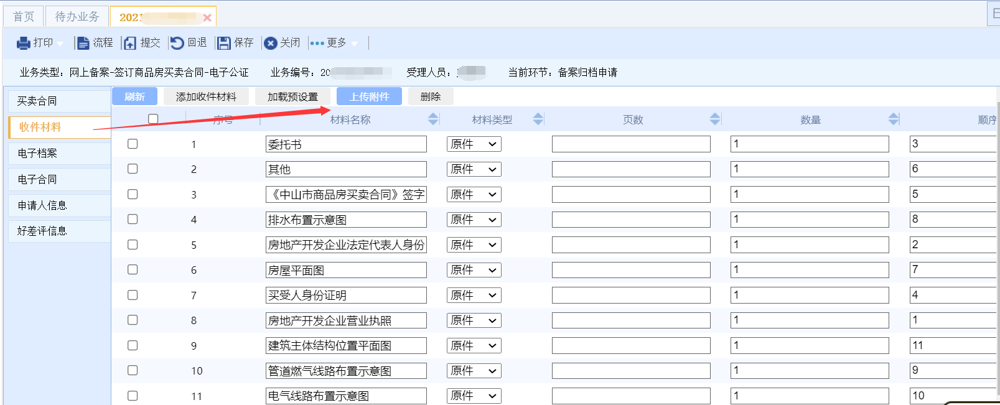 首页 待办业务 2021
打印 流程 提交 回退 保存 关闭 更多
业务类型：网上备案-签订商品房买卖合同-电子公证 业务编号：20 受理人员： 当前环节：备案归档申请
买卖合同
收件材料
电子档案
电子合同
申请人信息
好差评信息
刷新 添加收件材料 加载预设置 上传附件 删除
序号 材料名称 材料类型 页数 数量 顺序
1 委托书 原件 1 3
2 其他 原件 1 6
3 《中山市商品房买卖合同》签字 原件 1 5
4 排水布置示意图 原件 1 8
5 房地产开发企业法定代表人身份 原件 1 2
6 房屋平面图 原件 1 7
7 买受人身份证明 原件 1 4
8 房地产开发企业营业执照 原件 1 1
9 建筑主体结构位置平面图 原件 1 11
10 管道燃气线路布置示意图 原件 1 9
11 电气线路布置示意图 原件 1 10